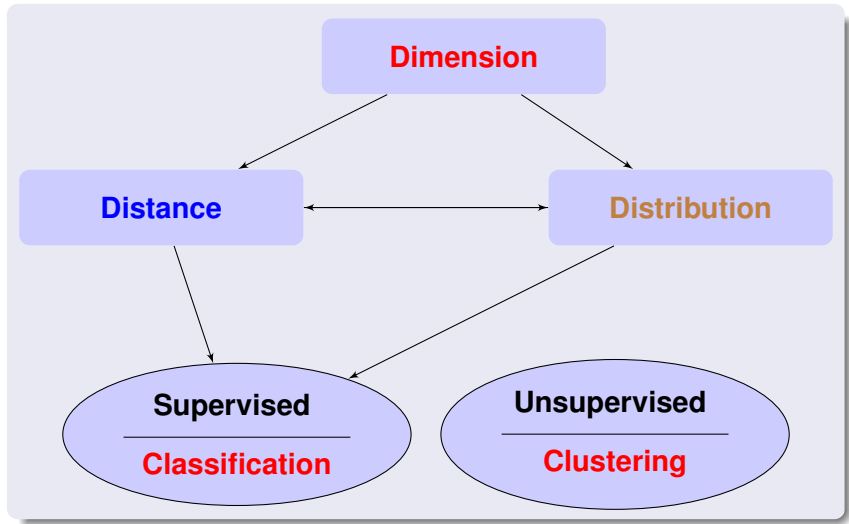 Dimension
Distance
Distribution
Supervised
Classification
Unsupervised
Clustering